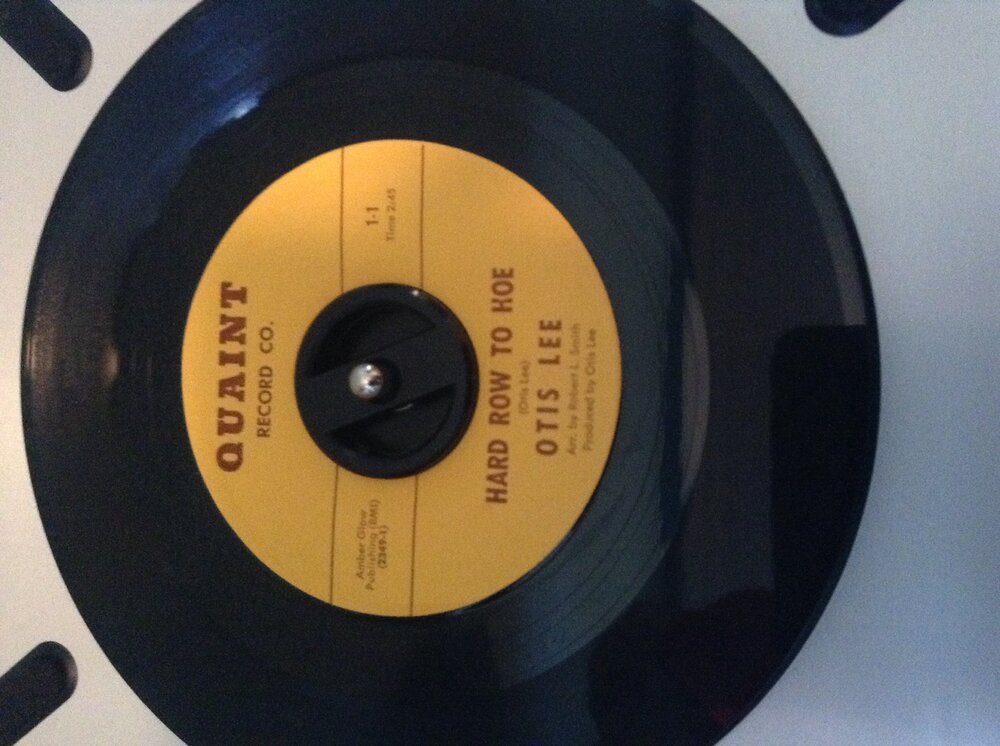 QUAINT
RECORD CO.
Amber Glow
Publishing (BMI)
(2349-1)
1-1
Time 2:45
HARD ROW TO HOE
(Otis Lee)
OTIS LEE
Arr. by Robert L. Smith
Produced by Otis Lee